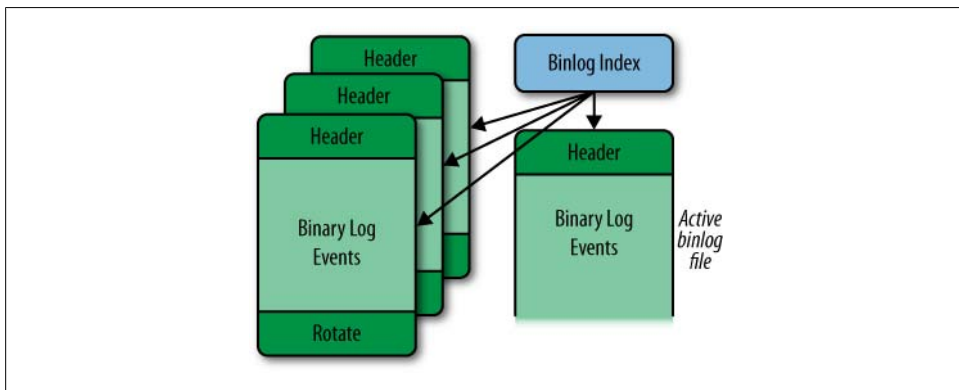 Header
Header
Header
Binary Log
Events
Rotate
Binlog Index
Header
Binary Log
Events
Active
binlog
file